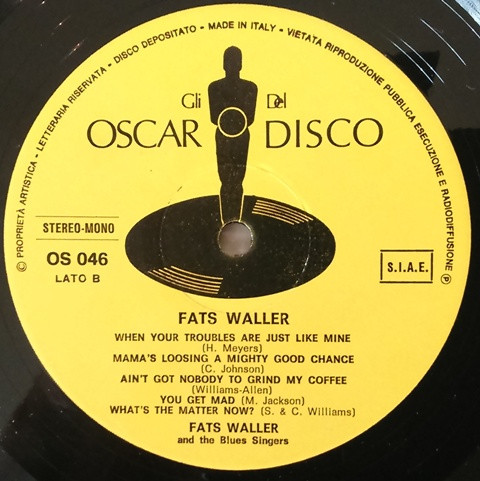 © PROPRIETÀ ARTISTICA - LETTERARIA RISERVATA - DISCO DEPOSITATO - MADE IN ITALY - VIETATA RIPRODUZIONE PUBBLICA ESECUZIONE E RADIODIFFUSIONE ℗
Gli Del
OSCAR DISCO
STEREO-MONO
OS 046
LATO B
S.I.A.E.
FATS WALLER
WHEN YOUR TROUBLES ARE JUST LIKE MINE
(H. Meyers)
MAMA'S LOOSING A MIGHTY GOOD CHANCE
(C. Johnson)
AIN'T GOT NOBODY TO GRIND MY COFFEE
(Williams-Allen)
YOU GET MAD (M. Jackson)
WHAT'S THE MATTER NOW? (S. & C. Williams)
FATS WALLER
and the Blues Singers